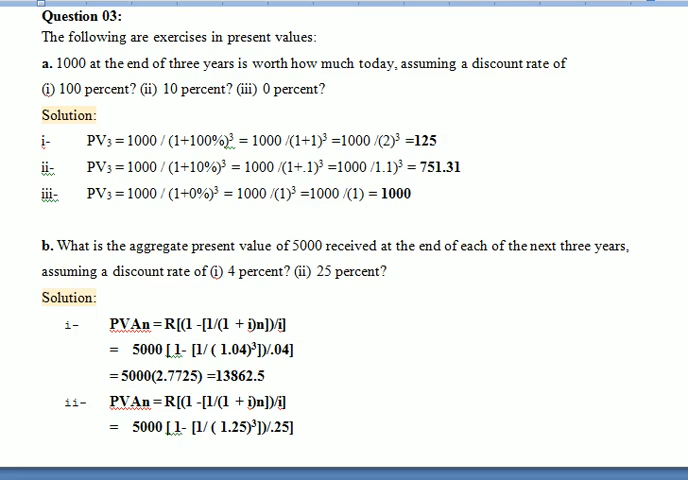 Question 03:
The following are exercises in present values:
a. 1000 at the end of three years is worth how much today, assuming a discount rate of
(i) 100 percent? (ii) 10 percent? (iii) 0 percent?
Solution:
i- PV₃ = 1000 / (1+100%)³ = 1000 /(1+1)³ =1000 /(2)³ =125
ii- PV₃ = 1000 / (1+10%)³ = 1000 /(1+.1)³ =1000 /1.1)³ = 751.31
iii- PV₃ = 1000 / (1+0%)³ = 1000 /(1)³ =1000 /(1) = 1000
b. What is the aggregate present value of 5000 received at the end of each of the next three years,
assuming a discount rate of (i) 4 percent? (ii) 25 percent?
Solution:
i- PVAn = R[(1 -[1/(1 + i)n])/i]
= 5000 [ 1- [1/ ( 1.04)³])/.04]
= 5000(2.7725) =13862.5
ii- PVAn = R[(1 -[1/(1 + i)n])/i]
= 5000 [ 1- [1/ ( 1.25)³])/.25]